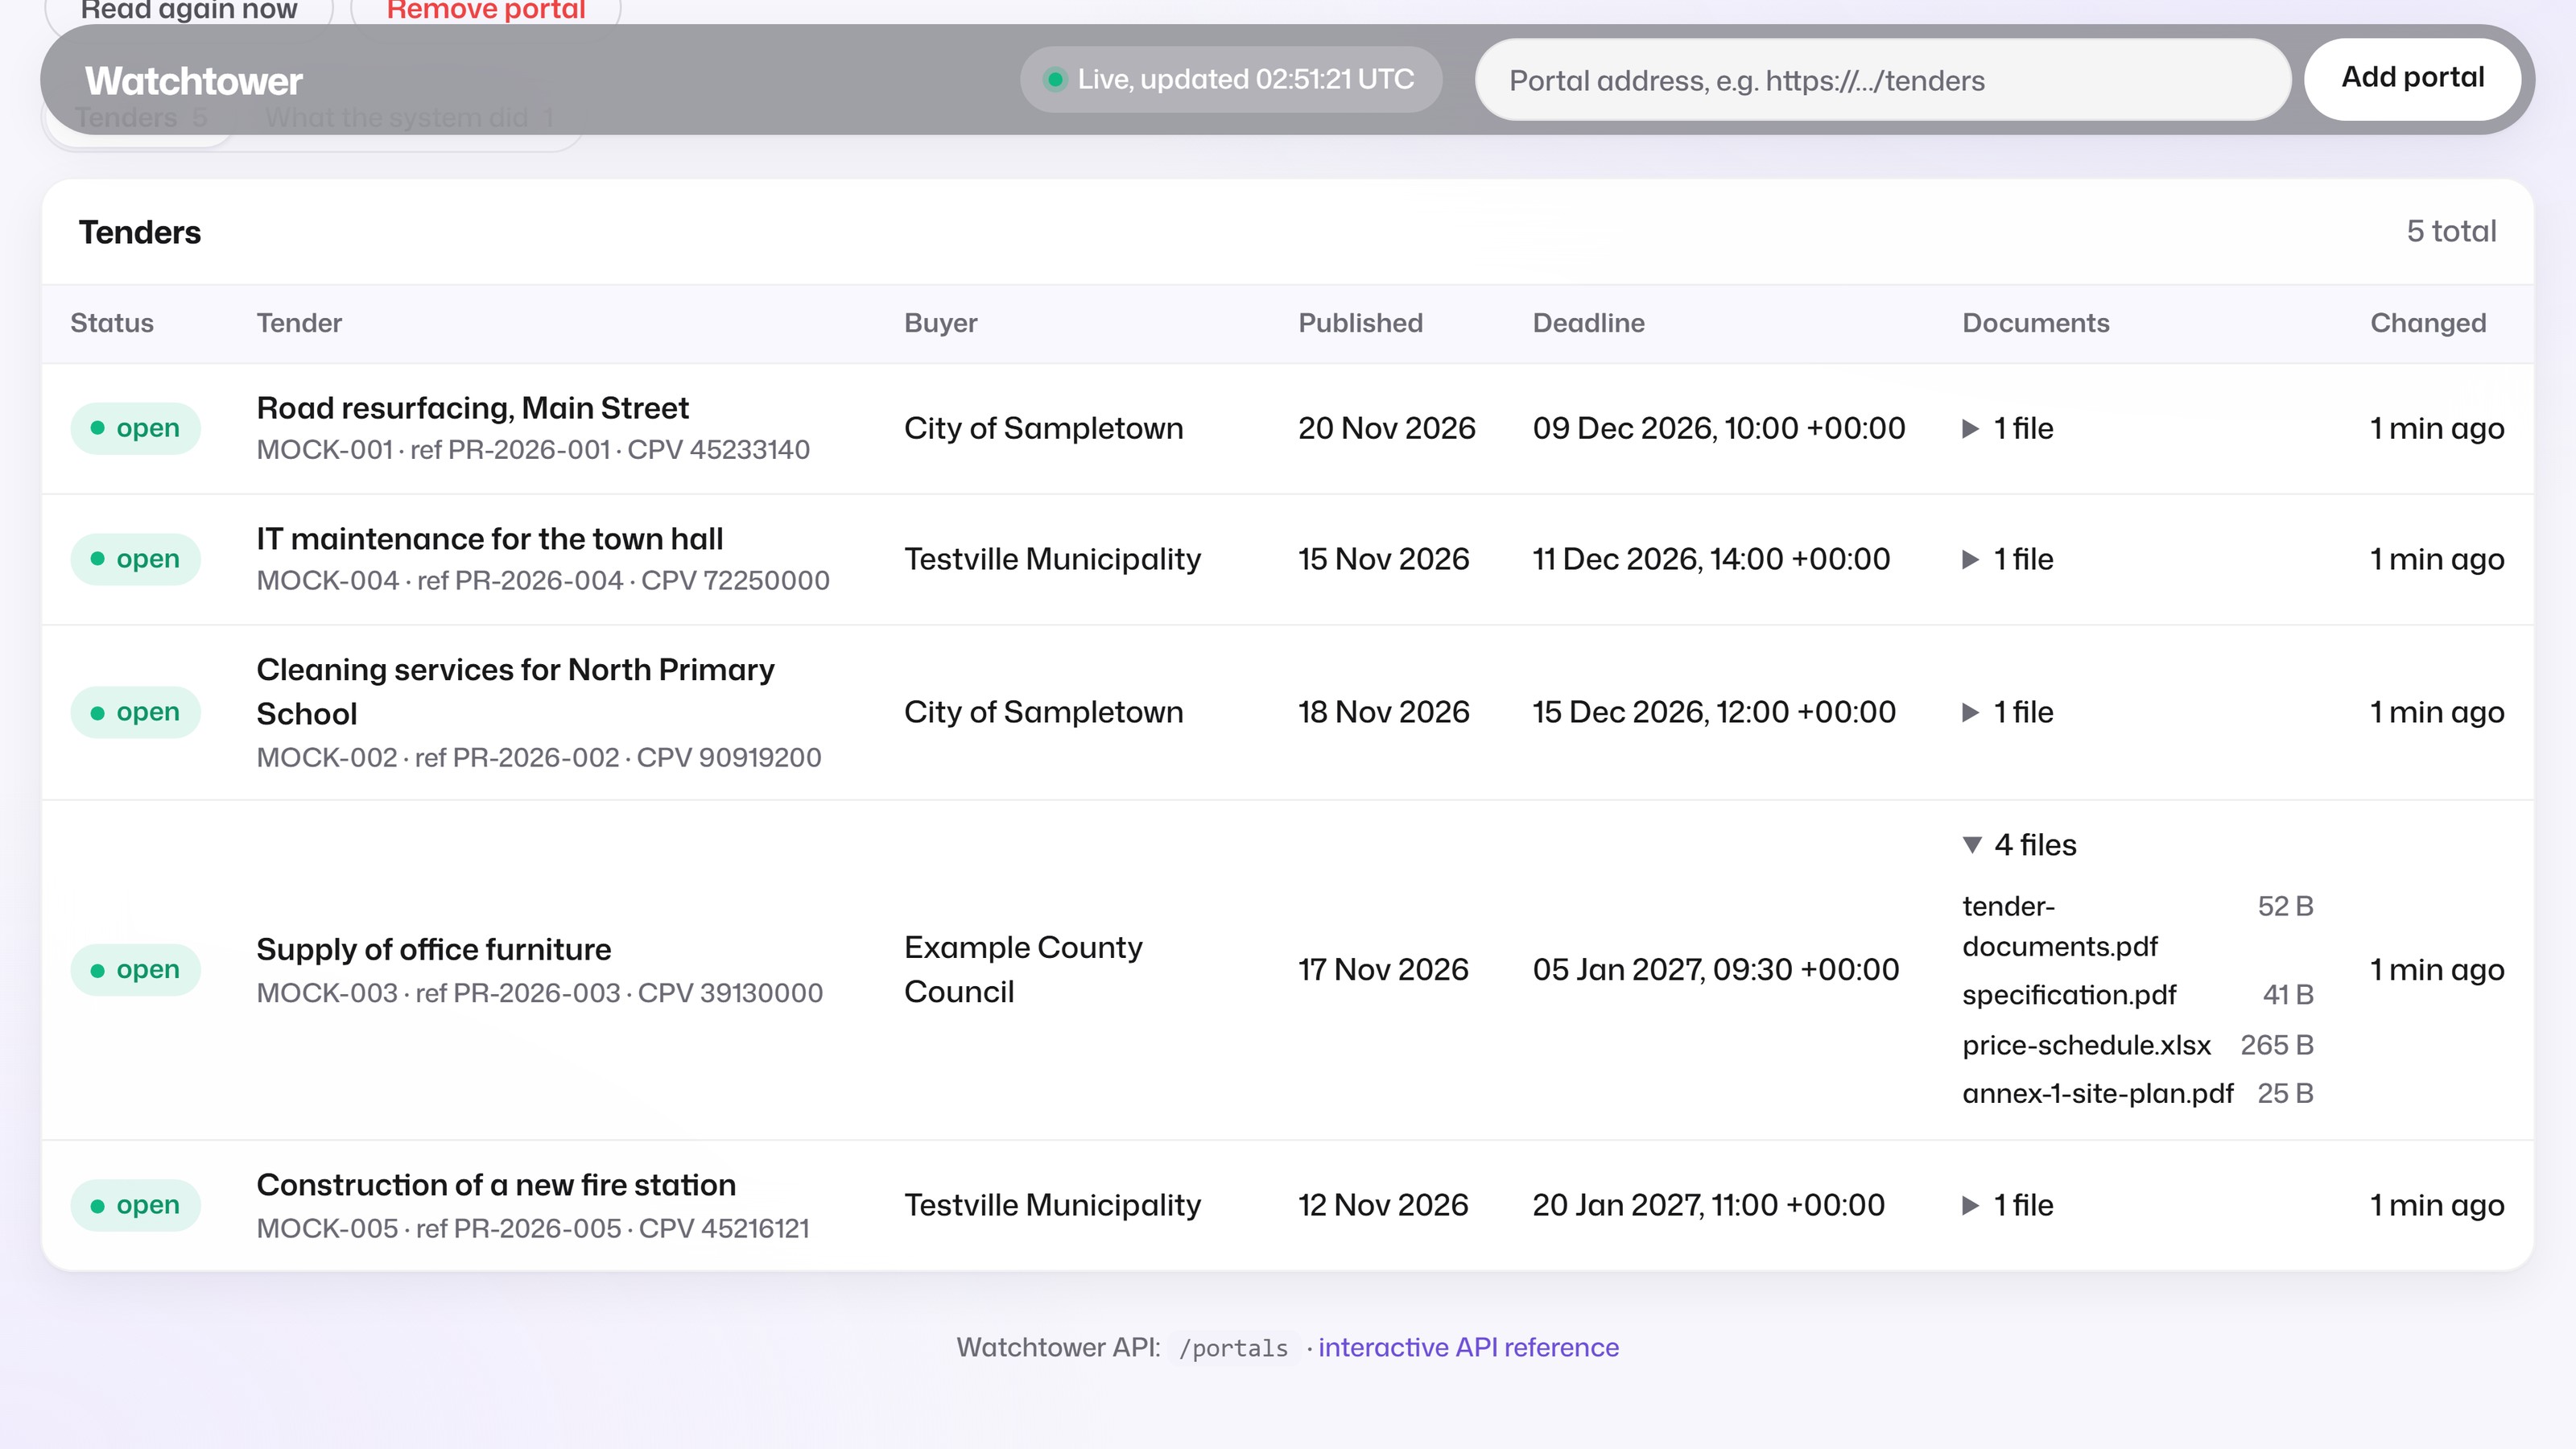 Read again now Remove portal
Watchtower Live, updated 02:51:21 UTC Portal address, e.g. https://.../tenders Add portal
Tenders 5 What the system did 1
Tenders 5 total
Status Tender Buyer Published Deadline Documents Changed
open Road resurfacing, Main Street City of Sampletown 20 Nov 2026 09 Dec 2026, 10:00 +00:00 1 file 1 min ago
MOCK-001 · ref PR-2026-001 · CPV 45233140
open IT maintenance for the town hall Testville Municipality 15 Nov 2026 11 Dec 2026, 14:00 +00:00 1 file 1 min ago
MOCK-004 · ref PR-2026-004 · CPV 72250000
Cleaning services for North Primary
School
open City of Sampletown 18 Nov 2026 15 Dec 2026, 12:00 +00:00 1 file 1 min ago
MOCK-002 · ref PR-2026-002 · CPV 90919200
4 files
tender- 52 B
documents.pdf
open Supply of office furniture Example County 17 Nov 2026 05 Jan 2027, 09:30 +00:00 1 min ago
MOCK-003 · ref PR-2026-003 · CPV 39130000 Council
specification.pdf 41 B
price-schedule.xlsx 265 B
annex-1-site-plan.pdf 25 B
open Construction of a new fire station Testville Municipality 12 Nov 2026 20 Jan 2027, 11:00 +00:00 1 file 1 min ago
MOCK-005 · ref PR-2026-005 · CPV 45216121
Watchtower API: /portals · interactive API reference